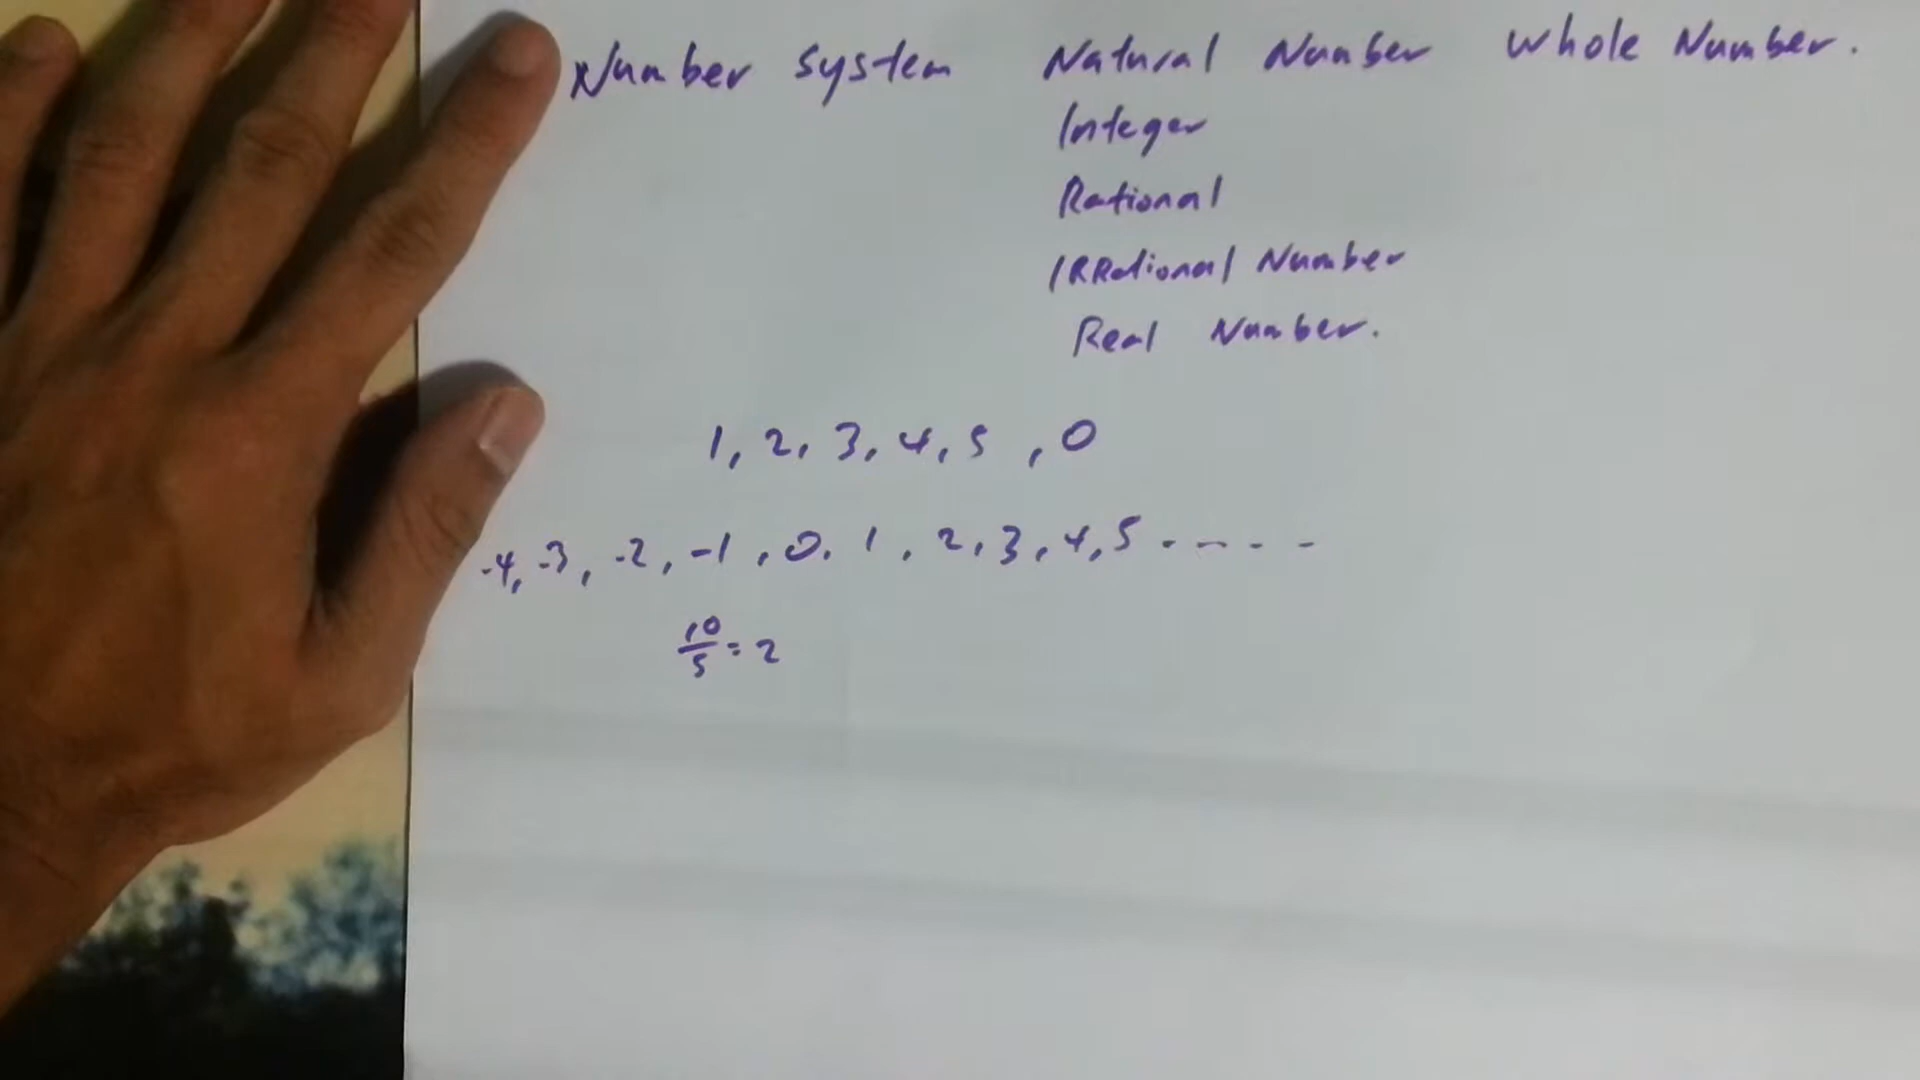 Number system Natural Number Whole Number.
Integer
Rational
IRRational Number
Real Number.
1, 2, 3, 4, 5 , 0
-4, -3, -2, -1, 0, 1, 2, 3, 4, 5 - - - -
10/5 = 2